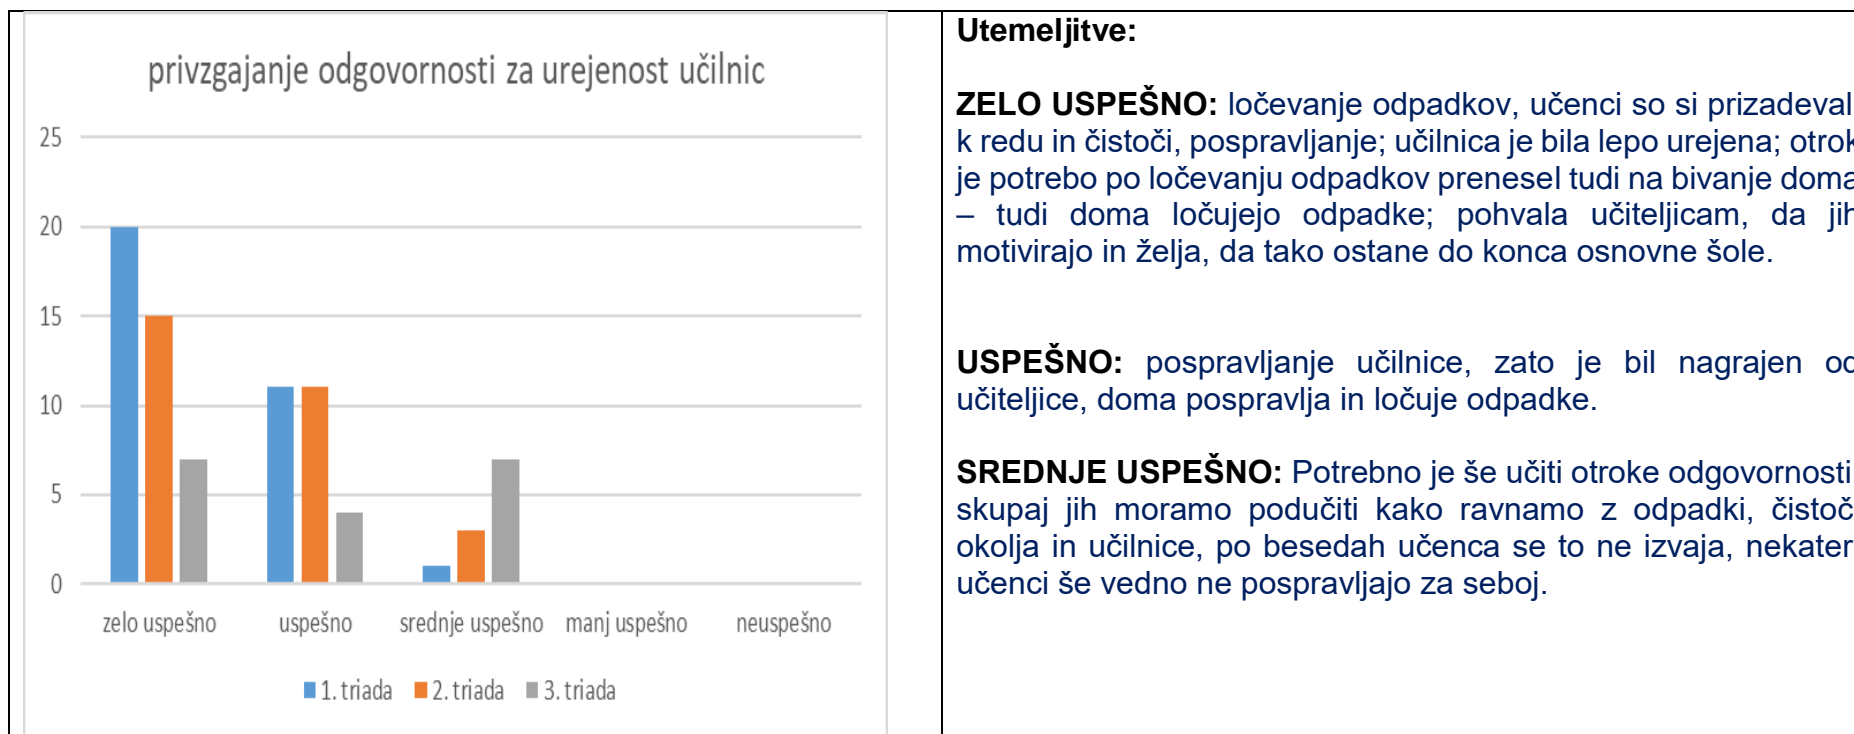 privzgajanje odgovornosti za urejenost učilnic
25
20
15
10
5
0
zelo uspešno uspešno srednje uspešno manj uspešno neuspešno
1. triada 2. triada 3. triada
Utemeljitve:
ZELO USPEŠNO: ločevanje odpadkov, učenci so si prizadeval
k redu in čistoči, pospravljanje; učilnica je bila lepo urejena; otrok
je potrebo po ločevanju odpadkov prenesel tudi na bivanje doma
– tudi doma ločujejo odpadke; pohvala učiteljicam, da jih
motivirajo in želja, da tako ostane do konca osnovne šole.
USPEŠNO: pospravljanje učilnice, zato je bil nagrajen od
učiteljice, doma pospravlja in ločuje odpadke.
SREDNJE USPEŠNO: Potrebno je še učiti otroke odgovornosti
skupaj jih moramo podučiti kako ravnamo z odpadki, čistoč
okolja in učilnice, po besedah učenca se to ne izvaja, nekater
učenci še vedno ne pospravljajo za seboj.